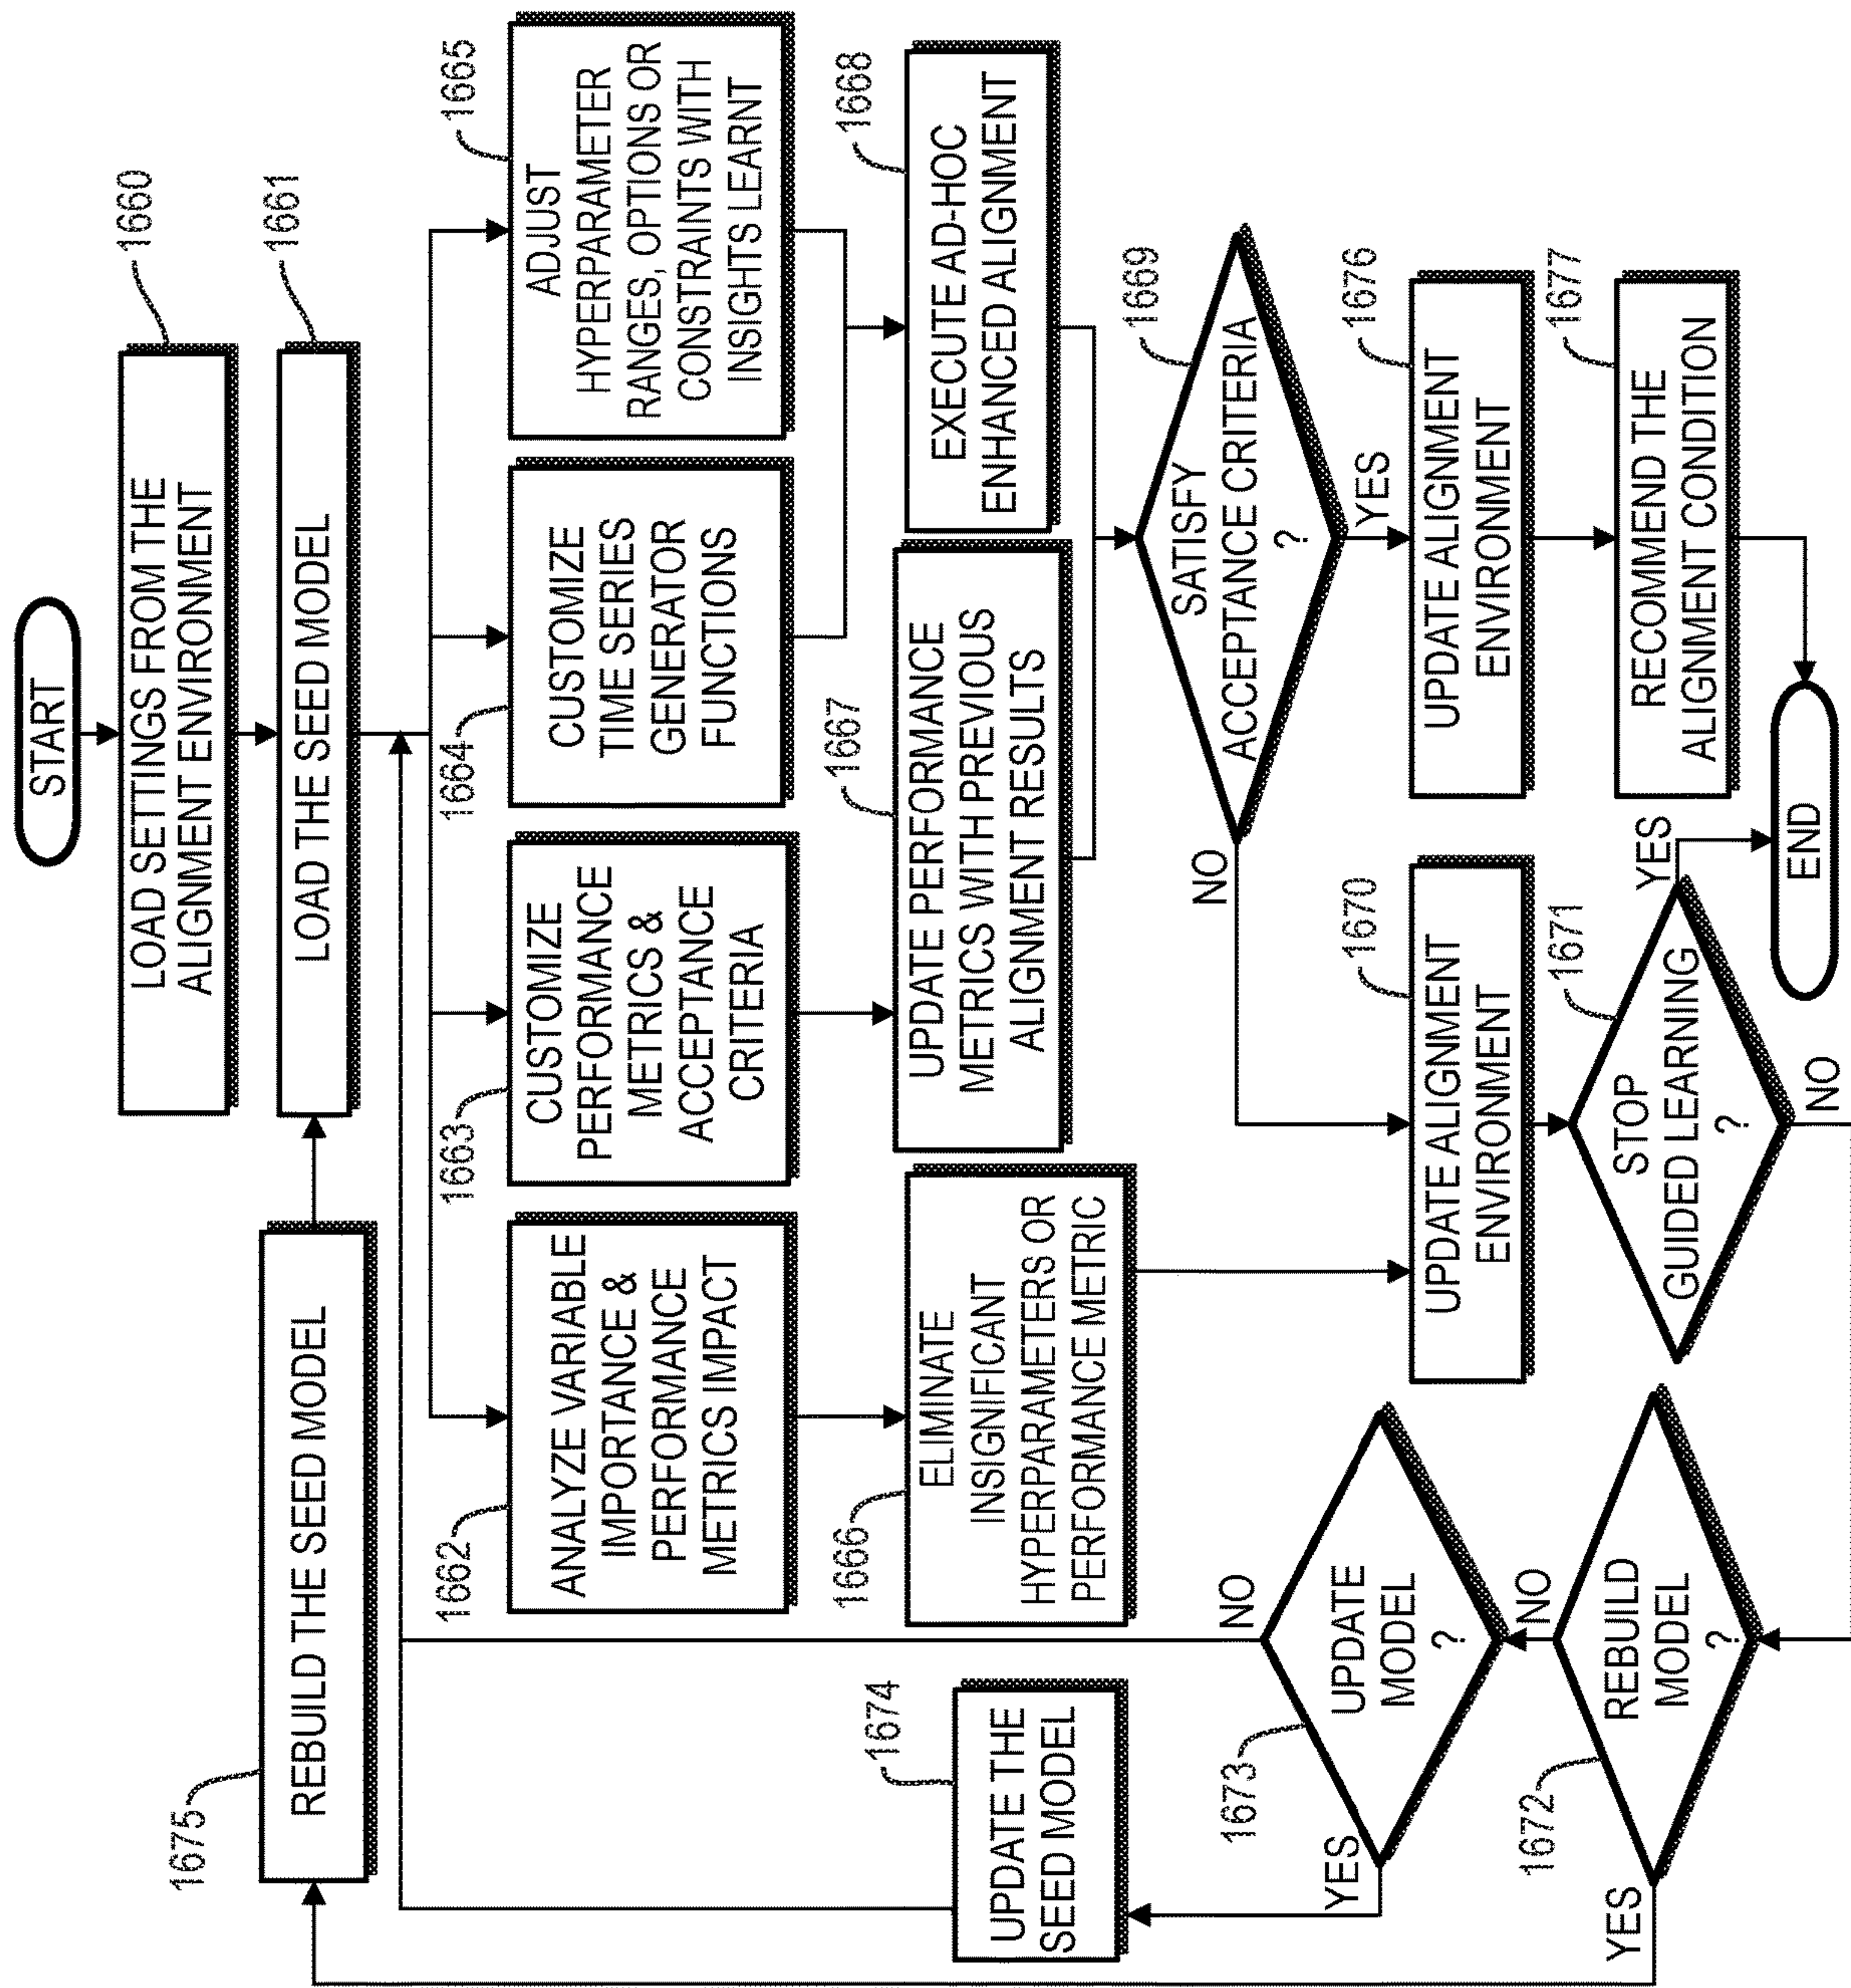 START
LOAD SETTINGS FROM THE
ALIGNMENT ENVIRONMENT
1660
LOAD THE SEED MODEL
1661
REBUILD THE SEED MODEL
1675
ANALYZE VARIABLE
IMPORTANCE &
PERFORMANCE
METRICS IMPACT
1662
CUSTOMIZE
PERFORMANCE
METRICS &
ACCEPTANCE
CRITERIA
1663
CUSTOMIZE
TIME SERIES
GENERATOR
FUNCTIONS
1664
ADJUST
HYPERPARAMETER
RANGES, OPTIONS OR
CONSTRAINTS WITH
INSIGHTS LEARNT
1665
ELIMINATE
INSIGNIFICANT
HYPERPARAMETERS OR
PERFORMANCE METRIC
1666
UPDATE PERFORMANCE
METRICS WITH PREVIOUS
ALIGNMENT RESULTS
1667
EXECUTE AD-HOC
ENHANCED ALIGNMENT
1668
SATISFY
ACCEPTANCE CRITERIA
?
1669
NO
YES
UPDATE ALIGNMENT
ENVIRONMENT
1670
UPDATE ALIGNMENT
ENVIRONMENT
1676
STOP
GUIDED LEARNING
?
1671
YES
NO
RECOMMEND THE
ALIGNMENT CONDITION
1677
END
UPDATE THE
SEED MODEL
1674
UPDATE
MODEL
?
1673
NO
YES
REBUILD
MODEL
?
1672
NO
YES